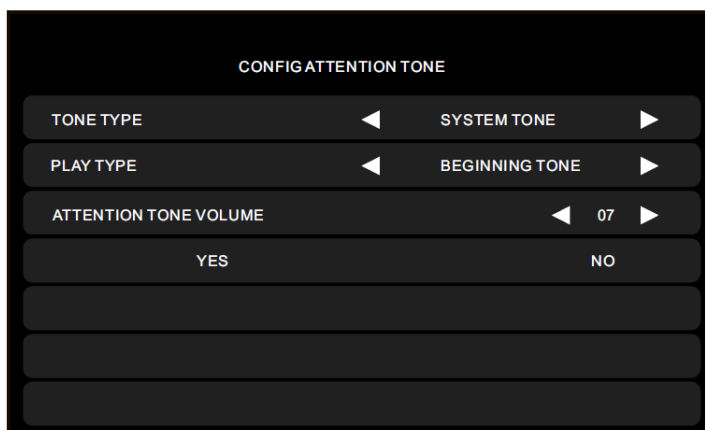 CONFIG ATTENTION TONE
TONE TYPE SYSTEM TONE
PLAY TYPE BEGINNING TONE
ATTENTION TONE VOLUME 07
YES NO